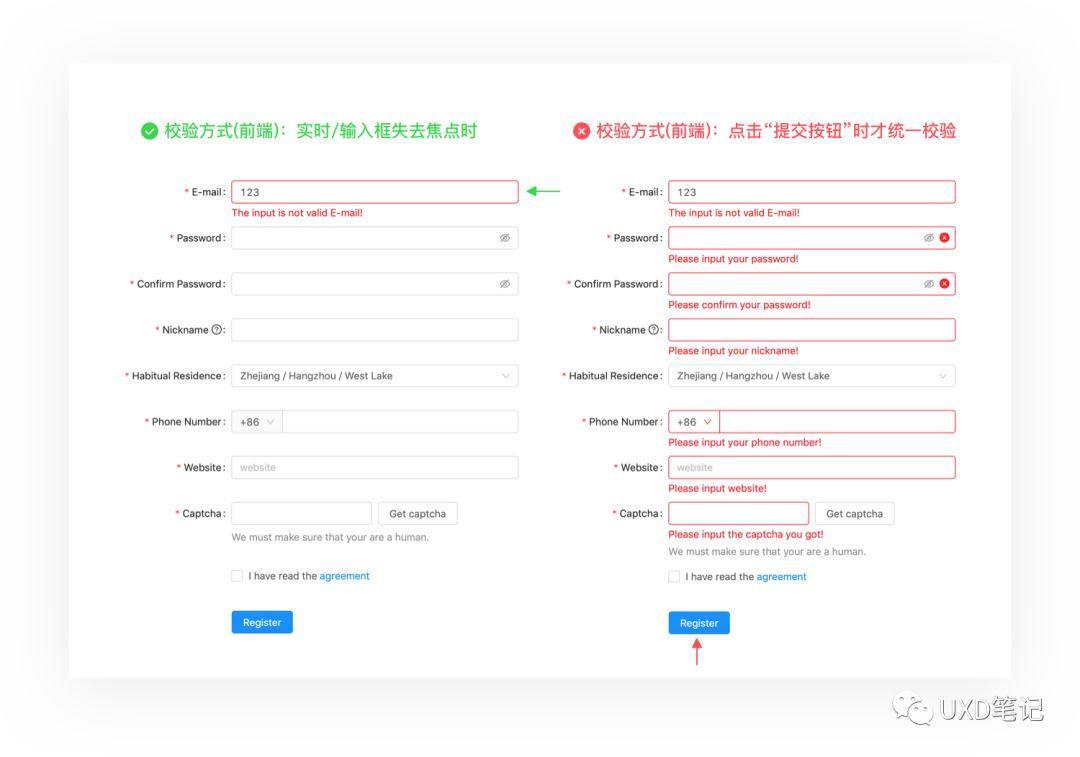 校验方式(前端)：实时/输入框失去焦点时
* E-mail:
123
The input is not valid E-mail!
* Password:
* Confirm Password:
* Nickname ?:
* Habitual Residence:
Zhejiang / Hangzhou / West Lake
* Phone Number:
+86
* Website:
website
* Captcha:
Get captcha
We must make sure that your are a human.
I have read the agreement
Register
校验方式(前端)：点击“提交按钮”时才统一校验
* E-mail:
123
The input is not valid E-mail!
* Password:
Please input your password!
* Confirm Password:
Please confirm your password!
* Nickname ?:
Please input your nickname!
* Habitual Residence:
Zhejiang / Hangzhou / West Lake
* Phone Number:
+86
Please input your phone number!
* Website:
website
Please input website!
* Captcha:
Get captcha
Please input the captcha you got!
We must make sure that your are a human.
I have read the agreement
Register
UXD笔记